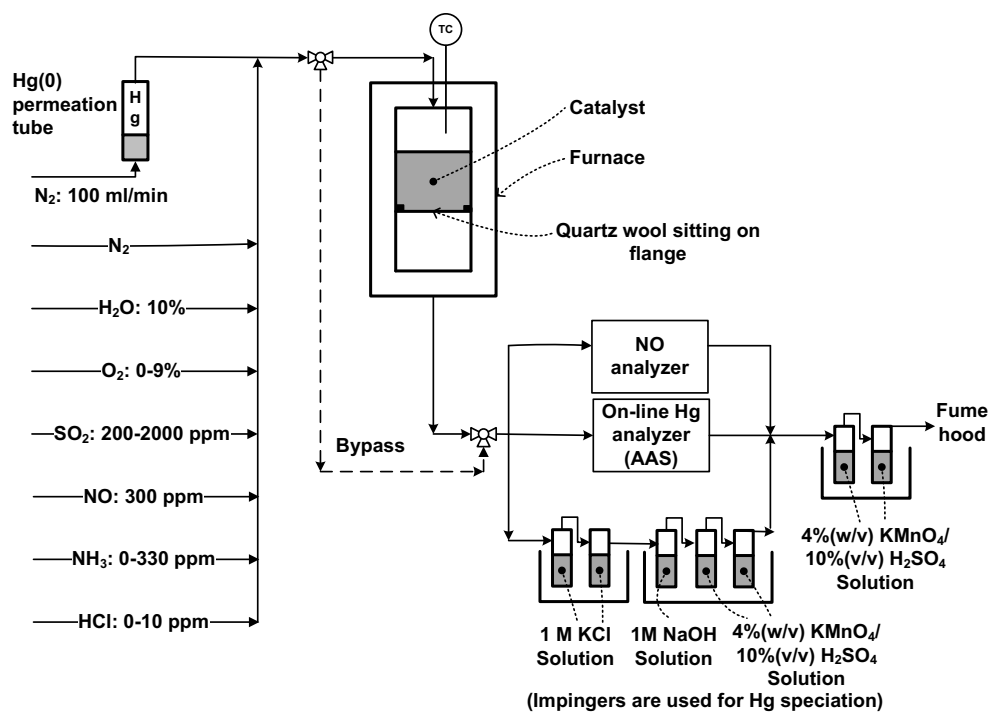 TC
Hg(0)
permeation
tube
H
g
N₂: 100 ml/min
N₂
H₂O: 10%
O₂: 0-9%
SO₂: 200-2000 ppm
NO: 300 ppm
NH₃: 0-330 ppm
HCl: 0-10 ppm
Catalyst
Furnace
Quartz wool sitting on
flange
Bypass
NO
analyzer
On-line Hg
analyzer
(AAS)
Fume
hood
4%(w/v) KMnO₄/
10%(v/v) H₂SO₄
Solution
1 M KCl
Solution
1M NaOH
Solution
4%(w/v) KMnO₄/
10%(v/v) H₂SO₄
Solution
(Impingers are used for Hg speciation)